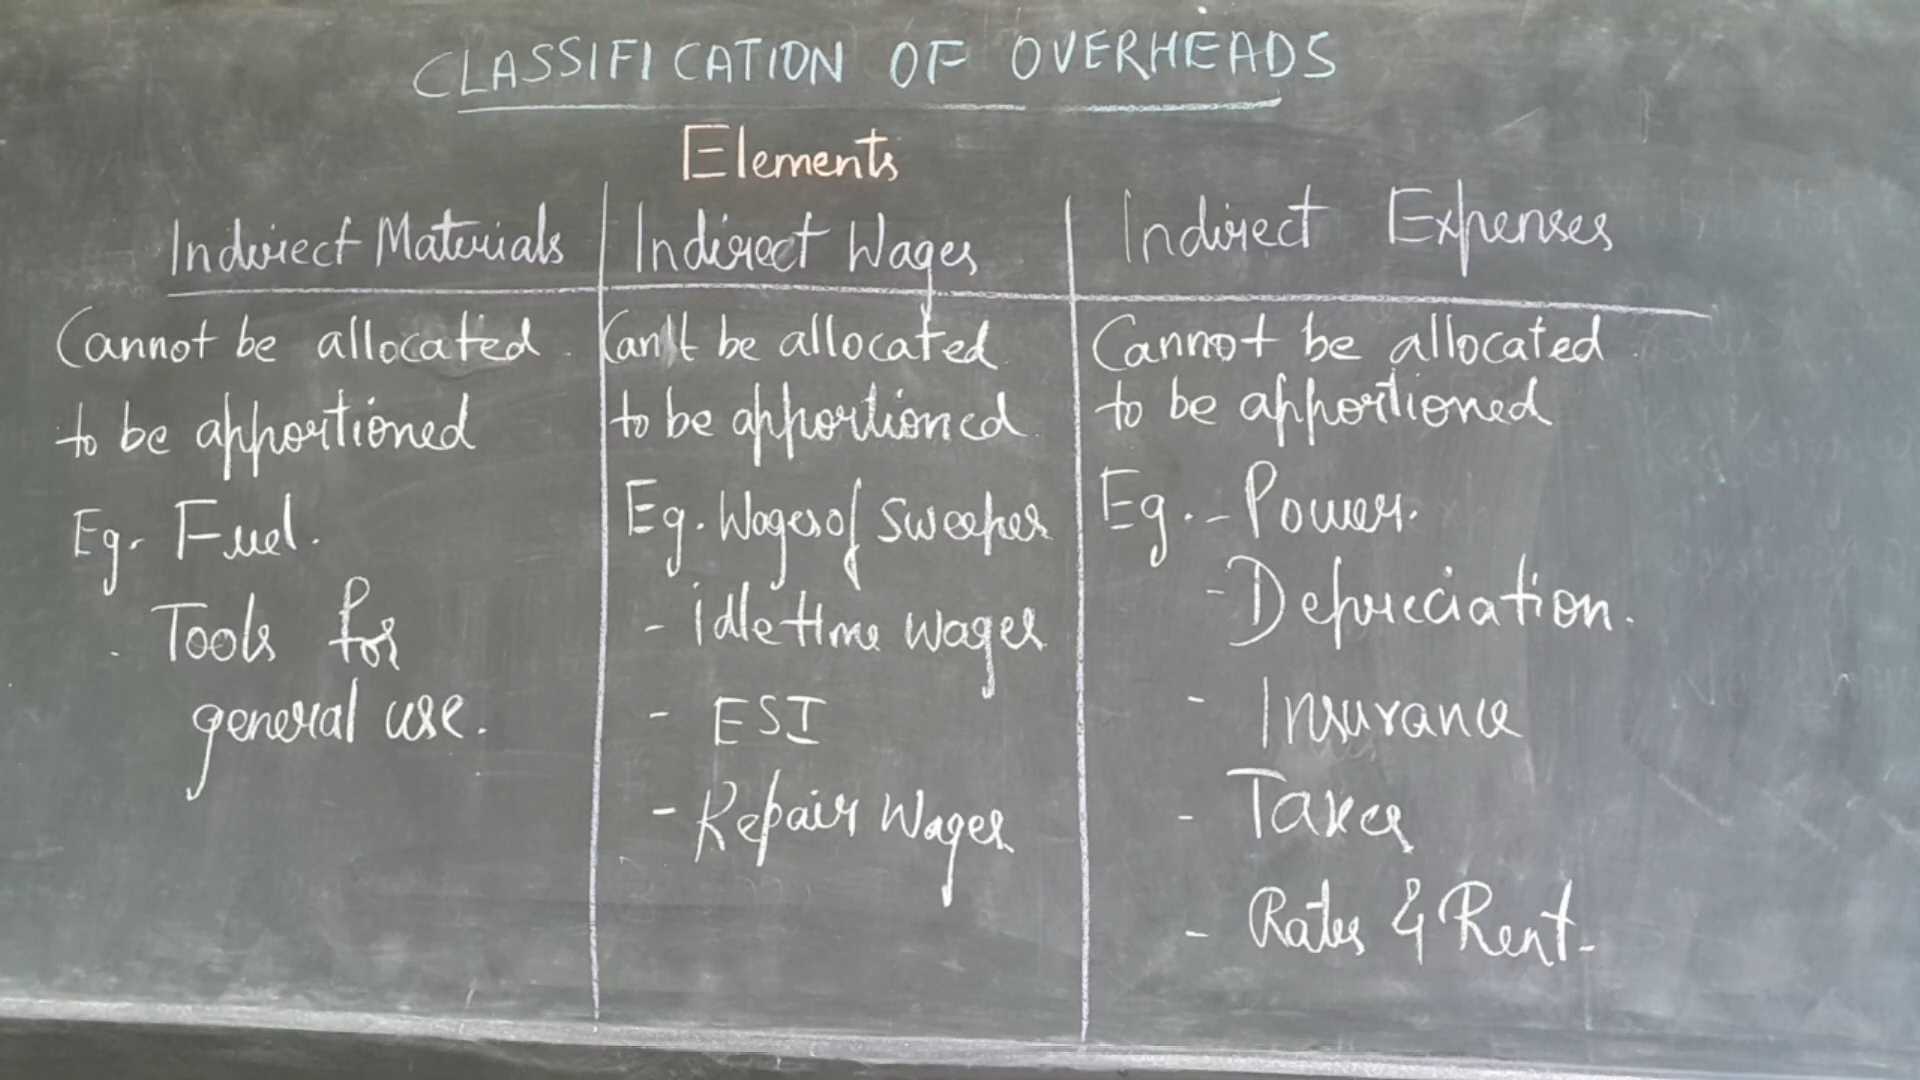 CLASSIFICATION OF OVERHEADS
Elements
Indirect Materials
Cannot be allocated
to be apportioned
Eg. Fuel.
Tools for
general use.
Indirect Wages
Can't be allocated
to be apportioned
Eg. Wages of Sweeper
- idle time wages
- ESI
- Repair Wages
Indirect Expenses
Cannot be allocated
to be apportioned
Eg. - Power.
- Depreciation.
- Insurance
- Taxes
- Rates & Rent-